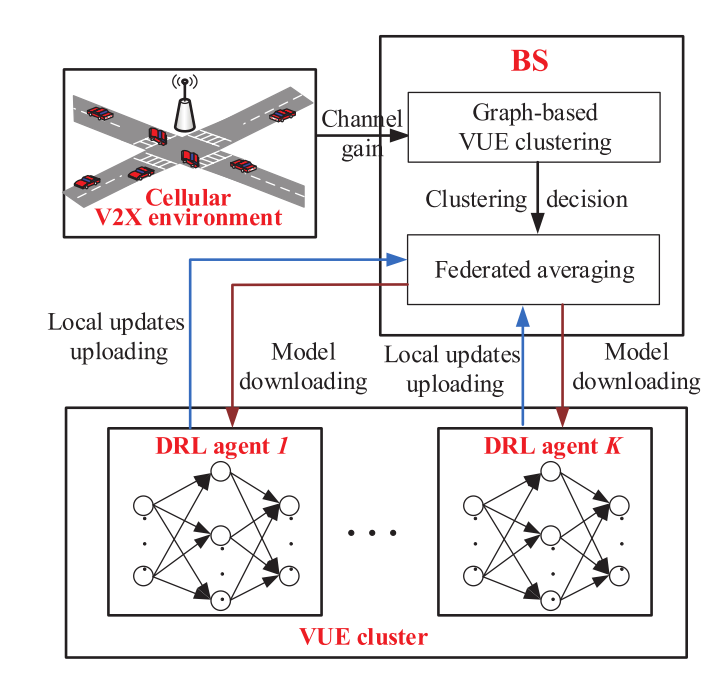 BS
Channel
gain
Graph-based
VUE clustering
Cellular
V2X environment
Clustering decision
Federated averaging
Local updates
uploading
Model
downloading
Local updates
uploading
Model
downloading
DRL agent 1
DRL agent K
VUE cluster